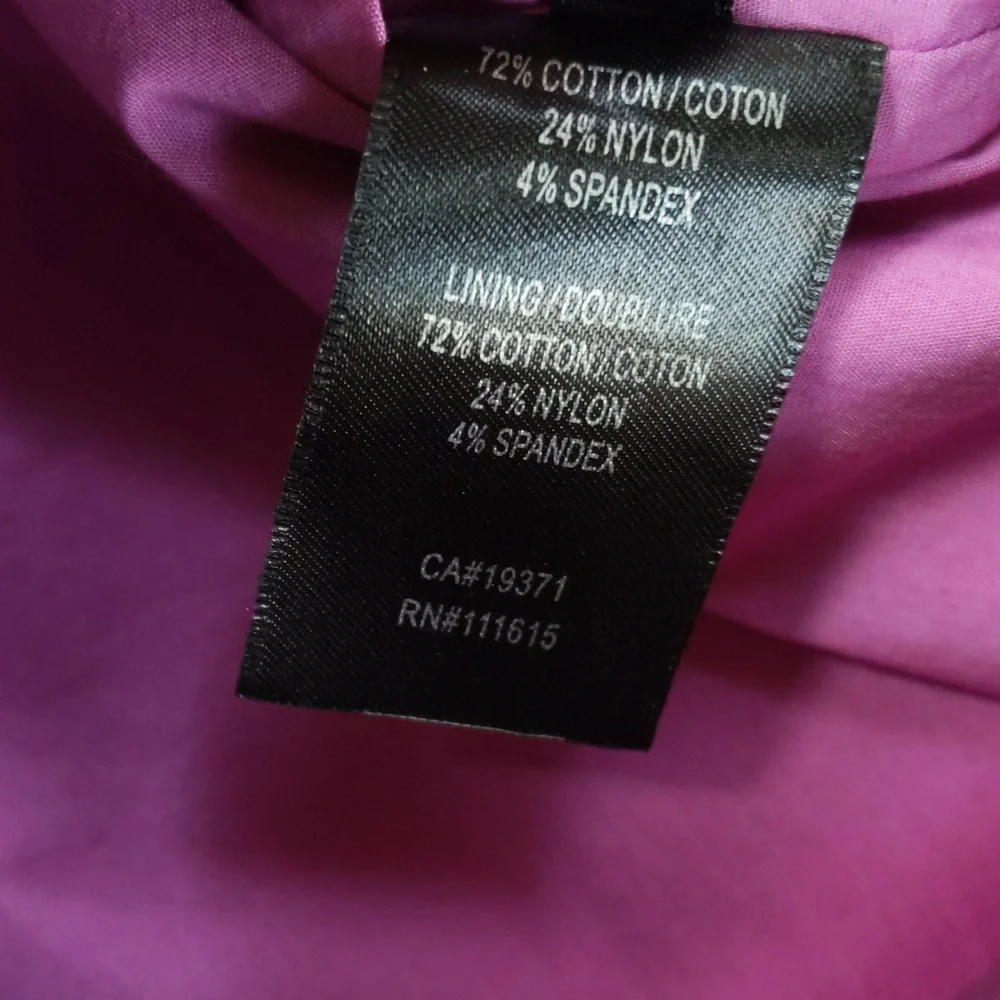 72% COTTON/COTON
24% NYLON
4% SPANDEX
LINING/DOUBLURE
72% COTTON/COTON
24% NYLON
4% SPANDEX
CA#19371
RN#111615